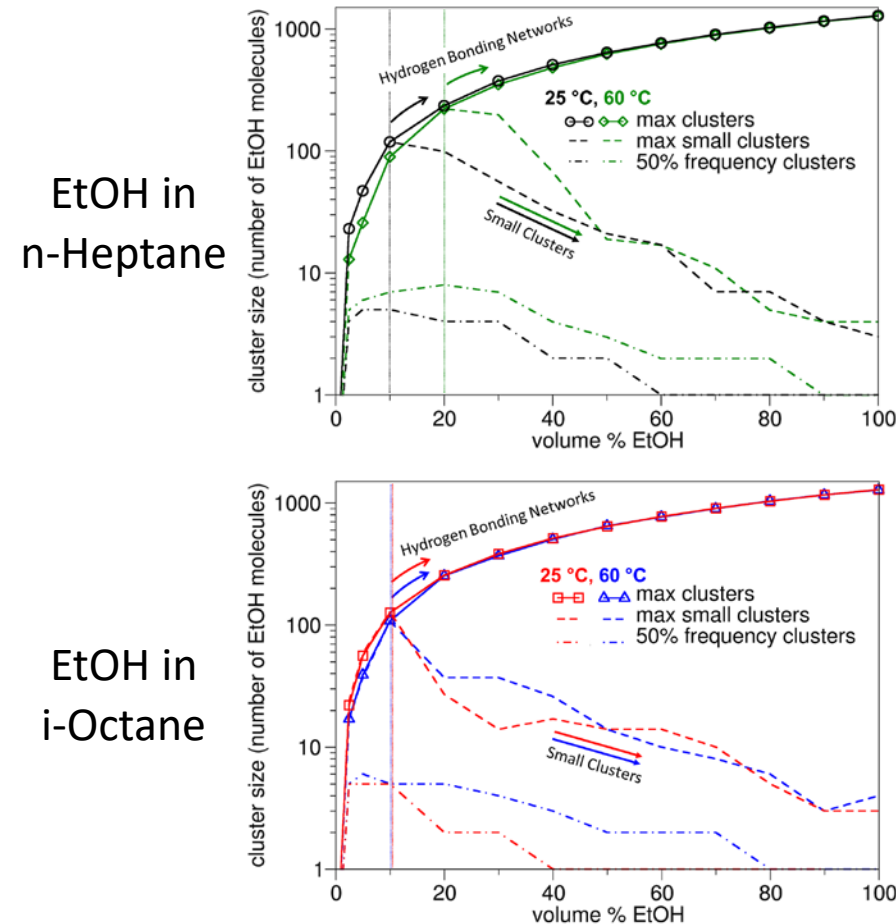 EtOH in
n-Heptane
cluster size (number of EtOH molecules)
1000
100
10
1
Hydrogen Bonding Networks
25 °C, 60 °C
max clusters
max small clusters
50% frequency clusters
Small Clusters
0 20 40 60 80 100
volume % EtOH
EtOH in
i-Octane
cluster size (number of EtOH molecules)
1000
100
10
1
Hydrogen Bonding Networks
25 °C, 60 °C
max clusters
max small clusters
50% frequency clusters
Small Clusters
0 20 40 60 80 100
volume % EtOH